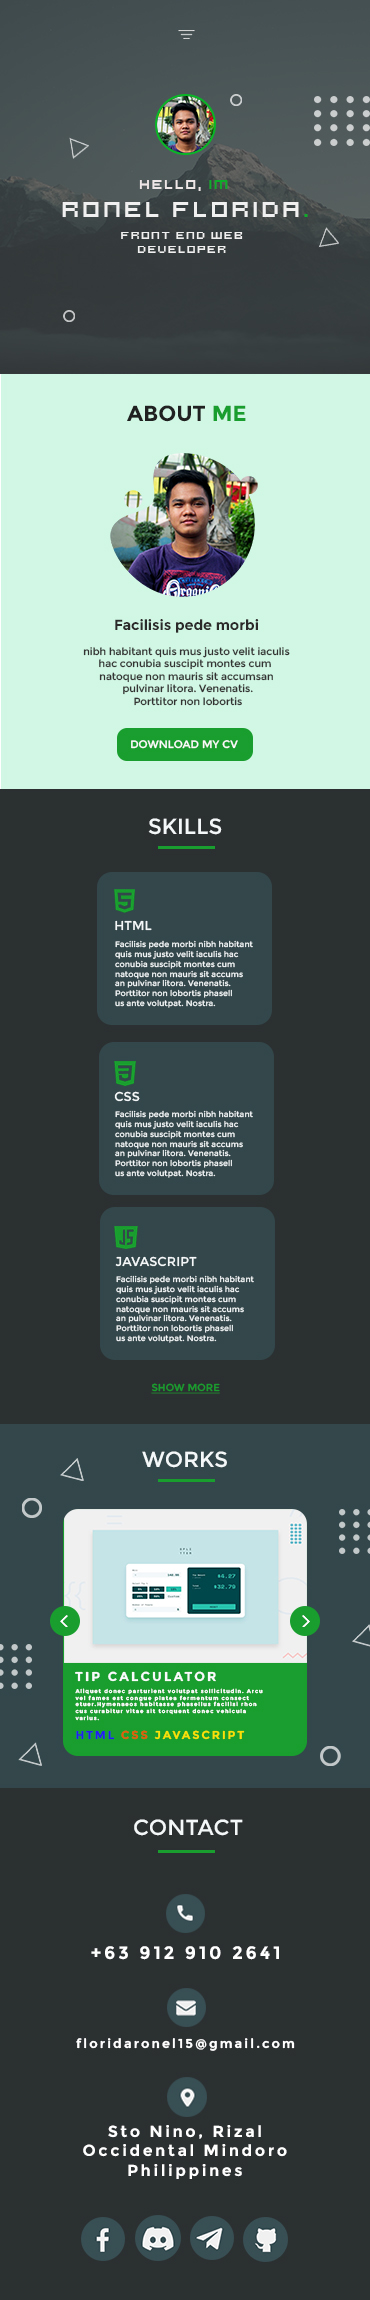 HELLO, IM
RONEL FLORIDA.
FRONT END WEB
DEVELOPER
ABOUT ME
Facilisis pede morbi
nibh habitant quis mus justo velit iaculis
hac conubia suscipit montes cum
natoque non mauris sit accumsan
pulvinar litora. Venenatis.
Porttitor non lobortis
DOWNLOAD MY CV
SKILLS
HTML
Facilisis pede morbi nibh habitant
quis mus justo velit iaculis hac
conubia suscipit montes cum
natoque non mauris sit accums
an pulvinar litora. Venenatis.
Porttitor non lobortis phasell
us ante volutpat. Nostra.
CSS
Facilisis pede morbi nibh habitant
quis mus justo velit iaculis hac
conubia suscipit montes cum
natoque non mauris sit accums
an pulvinar litora. Venenatis.
Porttitor non lobortis phasell
us ante volutpat. Nostra.
JS
JAVASCRIPT
Facilisis pede morbi nibh habitant
quis mus justo velit iaculis hac
conubia suscipit montes cum
natoque non mauris sit accums
an pulvinar litora. Venenatis.
Porttitor non lobortis phasell
us ante volutpat. Nostra.
SHOW MORE
WORKS
$4.27
$32.79
TIP CALCULATOR
Aliquet donec parturient volutpat sollicitudin. Arcu
vel fames est congue platea fermentum consect
etuer.Hymenaeos habitasse phasellus facilisi rhon
cus curabitur vitae sit torquent donec vehicula
varius.
HTML CSS JAVASCRIPT
CONTACT
+63 912 910 2641
floridaronel15@gmail.com
Sto Nino, Rizal
Occidental Mindoro
Philippines